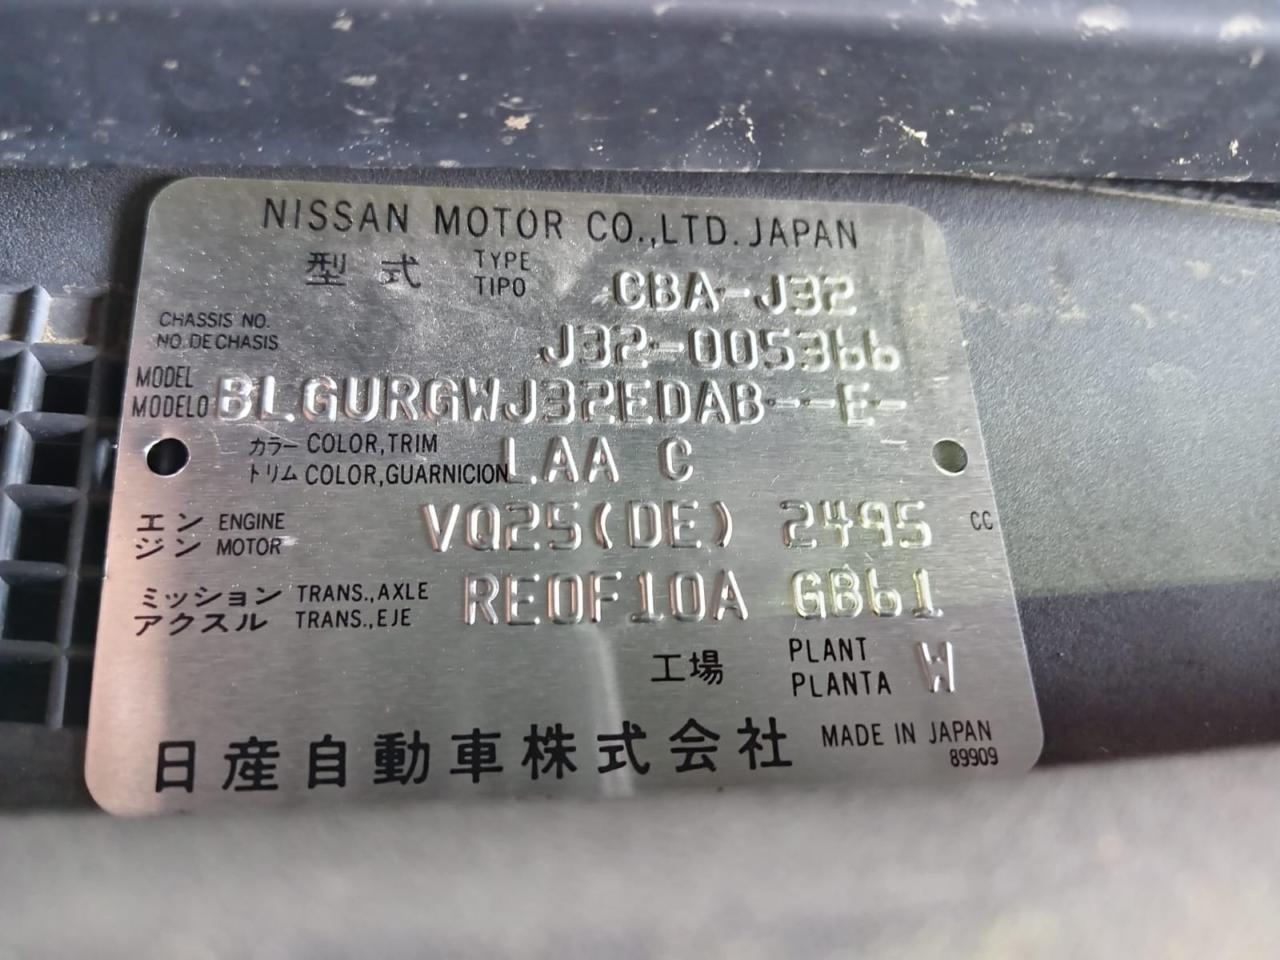 NISSAN MOTOR CO.,LTD. JAPAN
型式 TYPE TIPO CBA-J32
CHASSIS NO. NO. DE CHASIS J32-005366
MODEL MODELO BLGURGWJ32EDAB---E-
カラー COLOR,TRIM LAA C
トリム COLOR,GUARNICION
エンジン ENGINE MOTOR VQ25(DE) 2495 CC
ミッション TRANS.,AXLE RE0F10A GB61
アクスル TRANS.,EJE
工場 PLANT PLANTA W
日産自動車株式会社 MADE IN JAPAN
89909